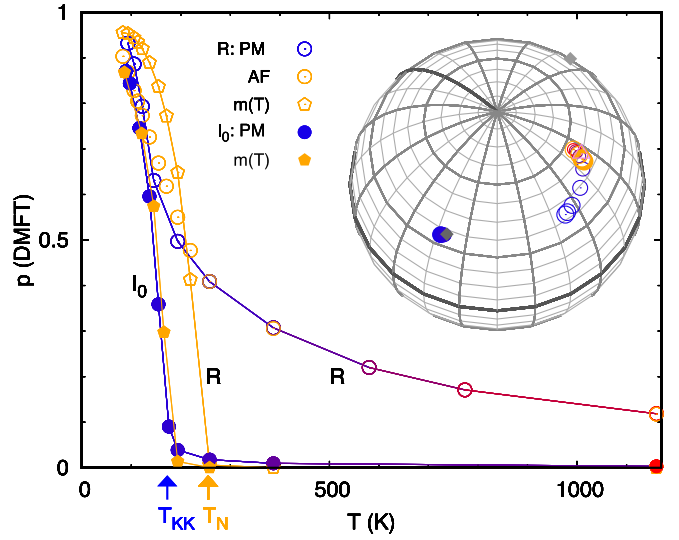 1
R: PM
AF
m(T)
I0: PM
m(T)
p (DMFT)
0.5
I0
R
R
0
0
500
1000
TKK
TN
T (K)